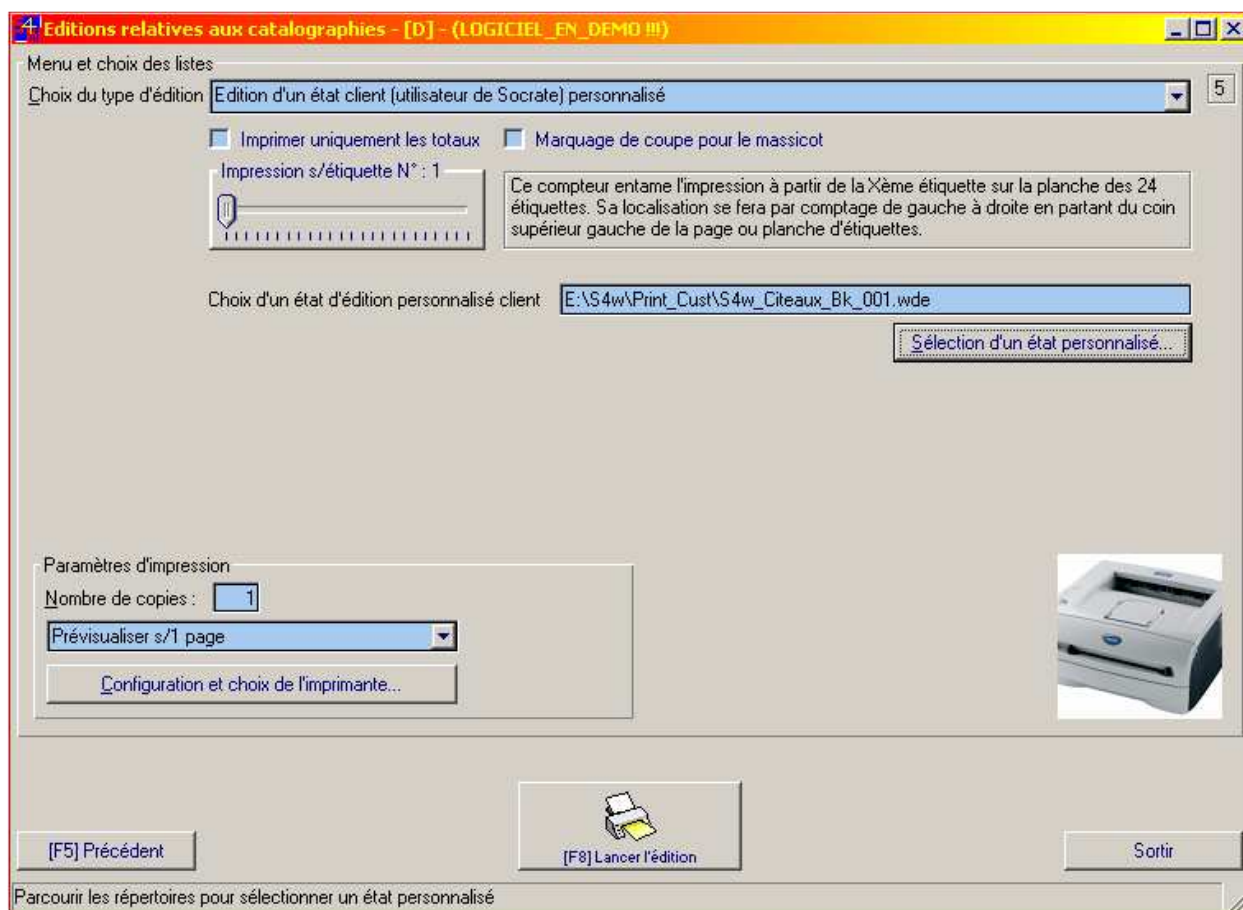 4 Editions relatives aux catalographies - [D] - (LOGICIEL_EN_DEMO !!!)
Menu et choix des listes
Choix du type d'édition Edition d'un état client (utilisateur de Socrate) personnalisé 5
Imprimer uniquement les totaux Marquage de coupe pour le massicot
Impression s/étiquette N° : 1
Ce compteur entame l'impression à partir de la Xème étiquette sur la planche des 24
étiquettes. Sa localisation se fera par comptage de gauche à droite en partant du coin
supérieur gauche de la page ou planche d'étiquettes.
Choix d'un état d'édition personnalisé client E:\S4w\Print_Cust\S4w_Citeaux_Bk_001.wde
Sélection d'un état personnalisé...
Paramètres d'impression
Nombre de copies : 1
Prévisualiser s/1 page
Configuration et choix de l'imprimante...
[F5] Précédent
[F8] Lancer l'édition
Sortir
Parcourir les répertoires pour sélectionner un état personnalisé